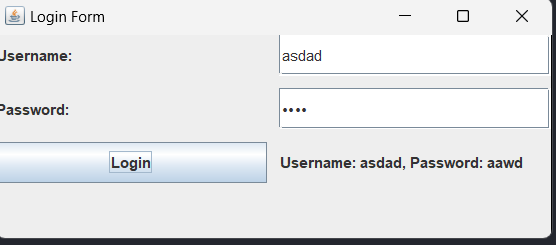 Login Form
Username: asdad
Password: ••••
Login Username: asdad, Password: aawd